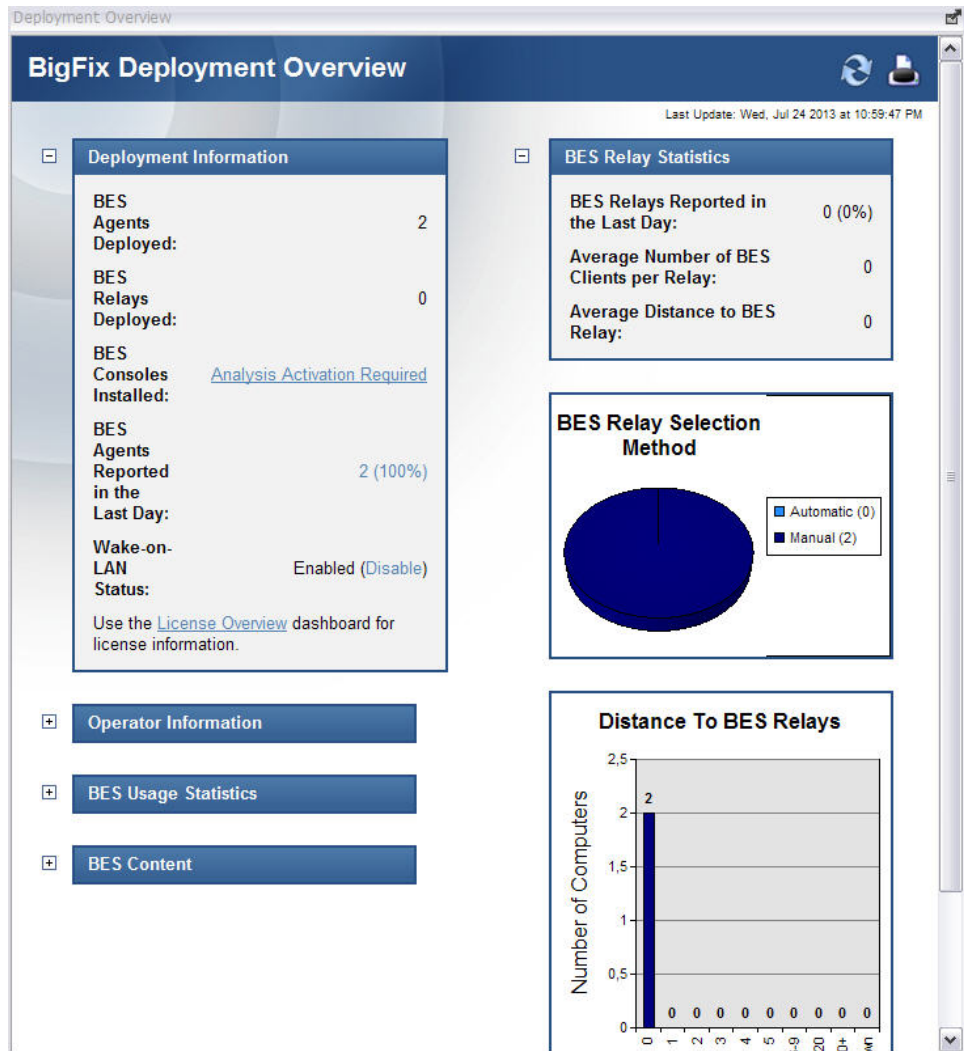 Deployment Overview
BigFix Deployment Overview
Last Update: Wed, Jul 24 2013 at 10:59:47 PM
Deployment Information
BES
Agents
Deployed:
2
BES
Relays
Deployed:
0
BES
Consoles
Installed:
Analysis Activation Required
BES
Agents
Reported
in the
Last Day:
2 (100%)
Wake-on-
LAN
Status:
Enabled (Disable)
Use the License Overview dashboard for
license information.
Operator Information
BES Usage Statistics
BES Content
BES Relay Statistics
BES Relays Reported in
the Last Day:
0 (0%)
Average Number of BES
Clients per Relay:
0
Average Distance to BES
Relay:
0
BES Relay Selection
Method
Automatic (0)
Manual (2)
Distance To BES Relays
Number of Computers
2,5
2
1,5
1
0,5
0
2 0 0 0 0 0 0 0 0
0 1 2 3 4 5